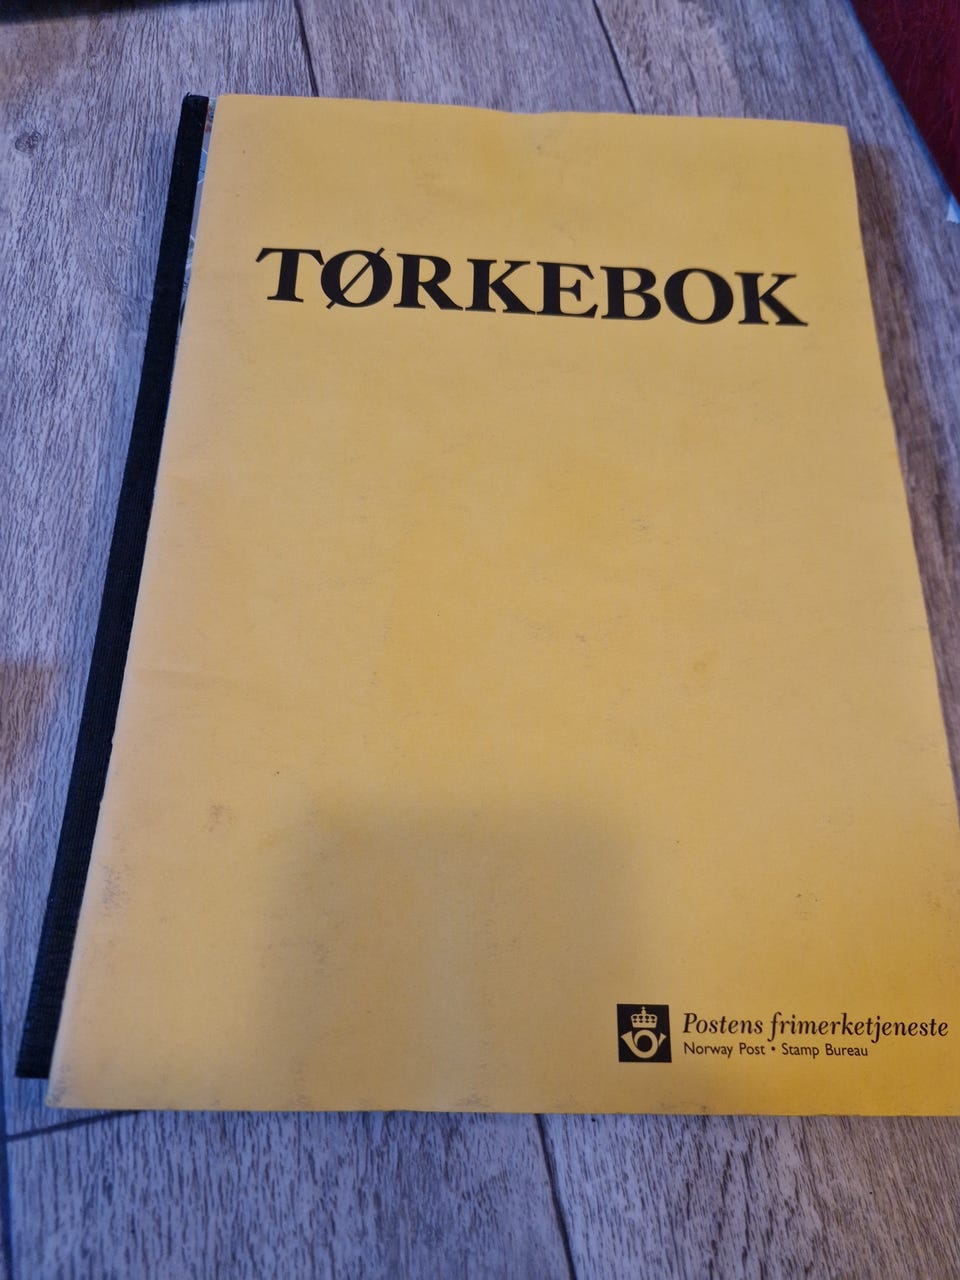 TØRKEBOK
Postens frimerketjeneste
Norway Post • Stamp Bureau